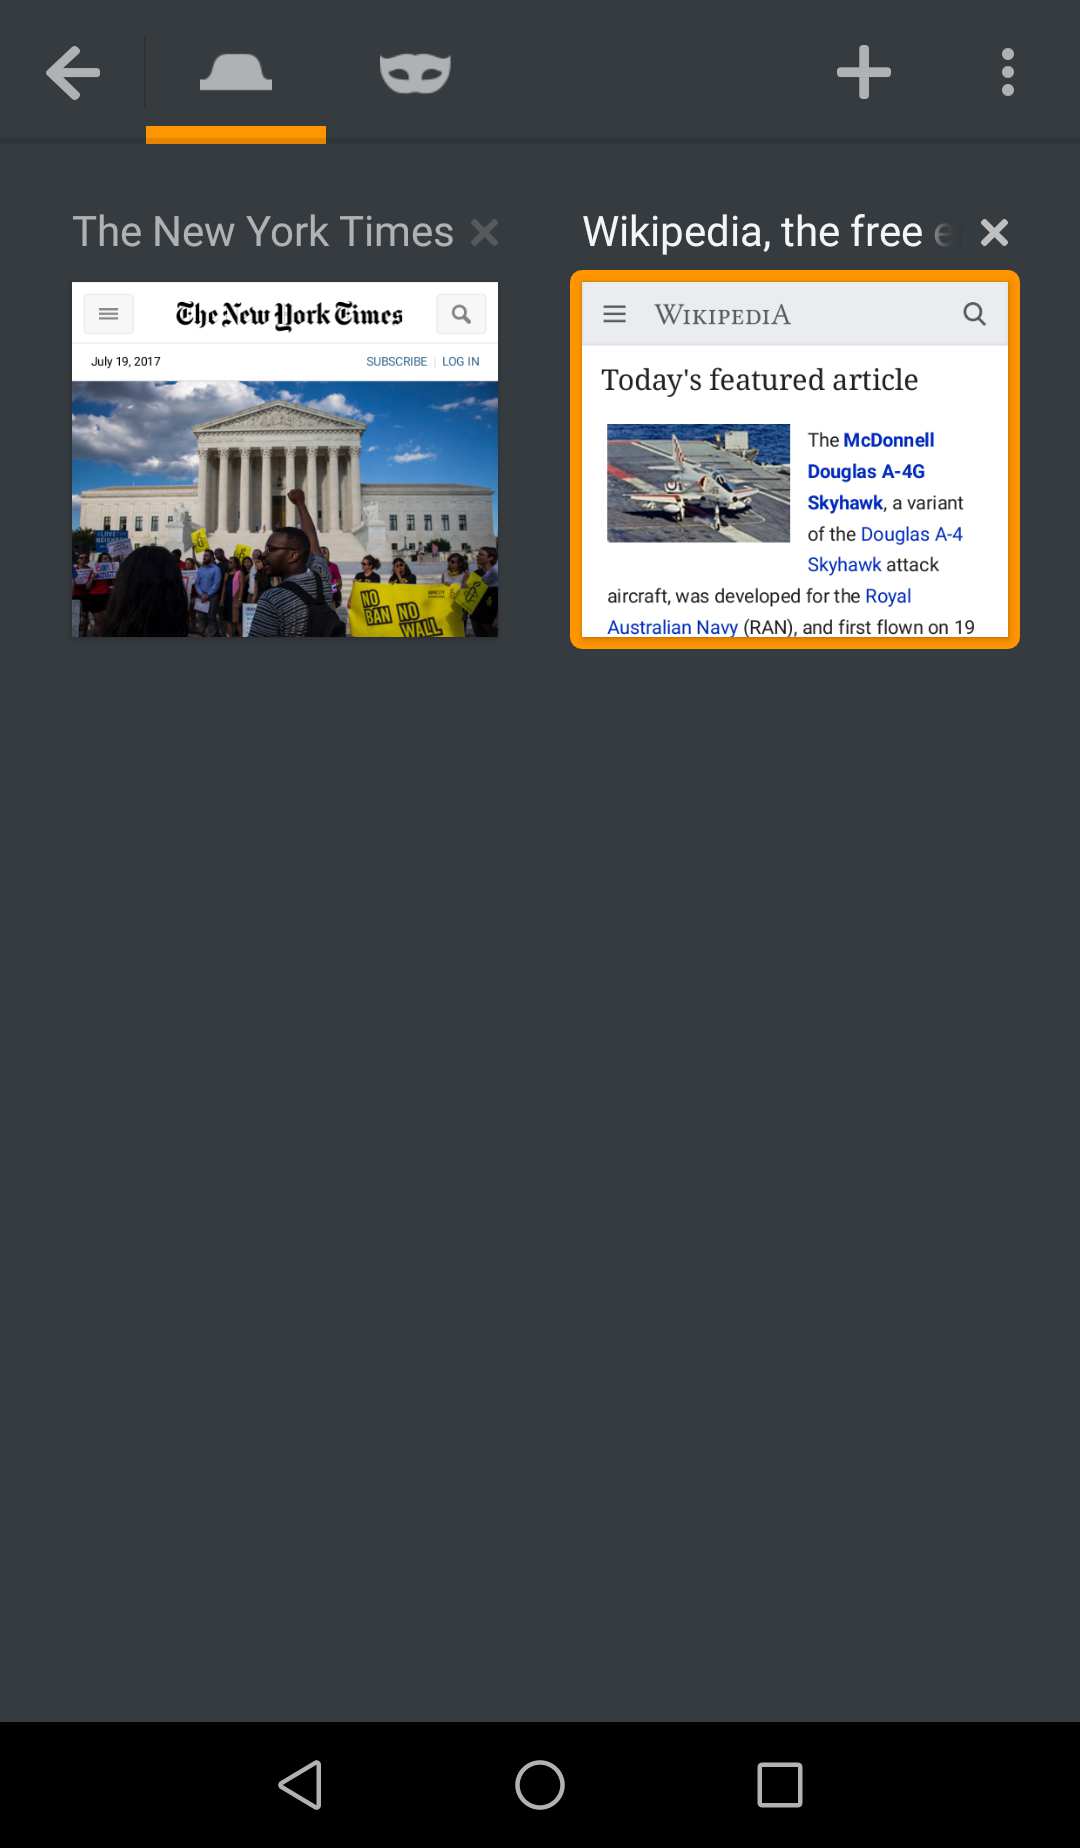 The New York Times
Wikipedia, the free
The New York Times
July 19, 2017
SUBSCRIBE | LOG IN
NO
BAN
NO
WALL
WIKIPEDIA
Today's featured article
The McDonnell
Douglas A-4G
Skyhawk, a variant
of the Douglas A-4
Skyhawk attack
aircraft, was developed for the Royal
Australian Navy (RAN), and first flown on 19